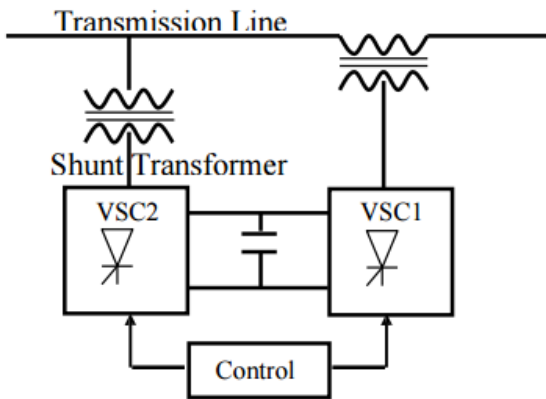 Transmission Line
Shunt Transformer
VSC2
VSC1
Control